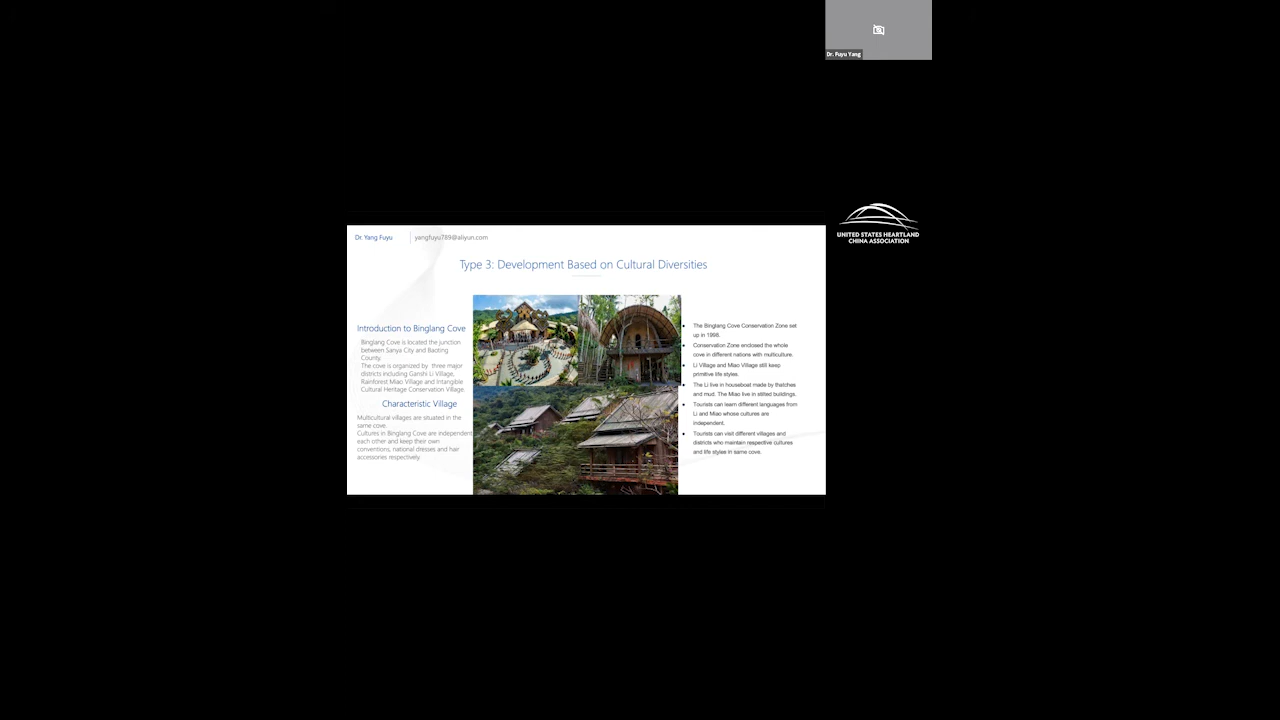 Dr. Fuyu Yang
UNITED STATES HEARTLAND
CHINA ASSOCIATION
Dr. Yang Fuyu
yangfuyu789@aliyun.com
Type 3: Development Based on Cultural Diversities
Introduction to Binglang Cove
Binglang Cove is located the junction
between Sanya City and Baoting
County.
The cove is organized by three major
districts including Ganshi Li Village,
Rainforest Miao Village and Intangible
Cultural Heritage Conservation Village.
Characteristic Village
Multicultural villages are situated in the
same cove.
Cultures in Binglang Cove are independent
each other and keep their own
conventions, national dresses and hair
accessories respectively.
The Binglang Cove Conservation Zone set
up in 1998.
Conservation Zone enclosed the whole
cove in different nations with multiculture.
Li Village and Miao Village still keep
primitive life styles.
The Li live in houseboat made by thatches
and mud. The Miao live in stilted buildings.
Tourists can learn different languages from
Li and Miao whose cultures are
independent.
Tourists can visit different villages and
districts who maintain respective cultures
and life styles in same cove.